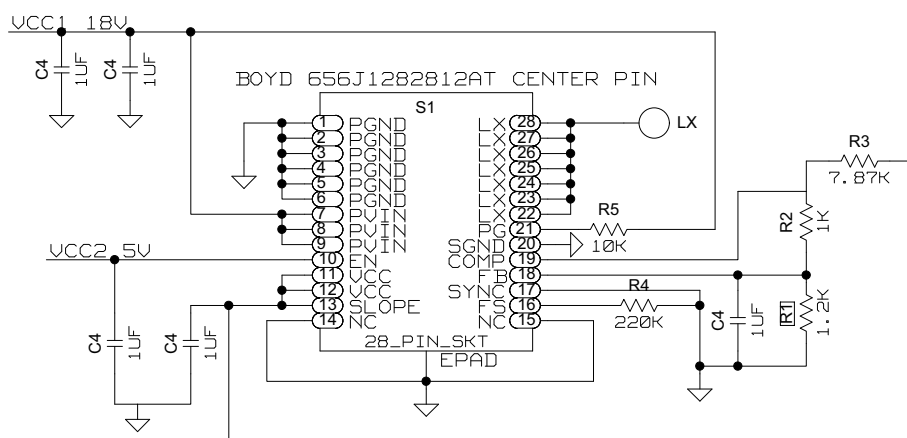 VCC1 18V
C4 1UF
C4 1UF
BOYD 656J1282812AT CENTER PIN
S1
1 PGND LX 28
2 PGND LX 27
3 PGND LX 26
4 PGND LX 25
5 PGND LX 24
6 PGND LX 23
7 PVIN LX 22
8 PVIN PG 21
9 PVIN SGND 20
10 EN COMP 19
11 VCC FB 18
12 VCC SYNC 17
13 SLOPE FS 16
14 NC NC 15
28_PIN_SKT
EPAD
LX
R3
7.87K
R5
10K
R2 1K
VCC2 5V
R4
220K
C4 1UF
R1 1.2K
C4 1UF
C4 1UF